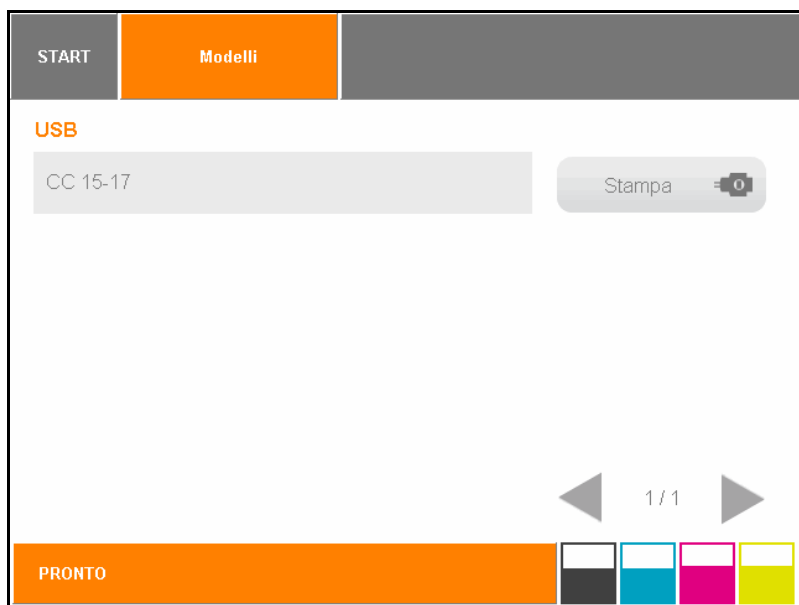 START
Modelli
USB
CC 15-17
Stampa
1 / 1
PRONTO